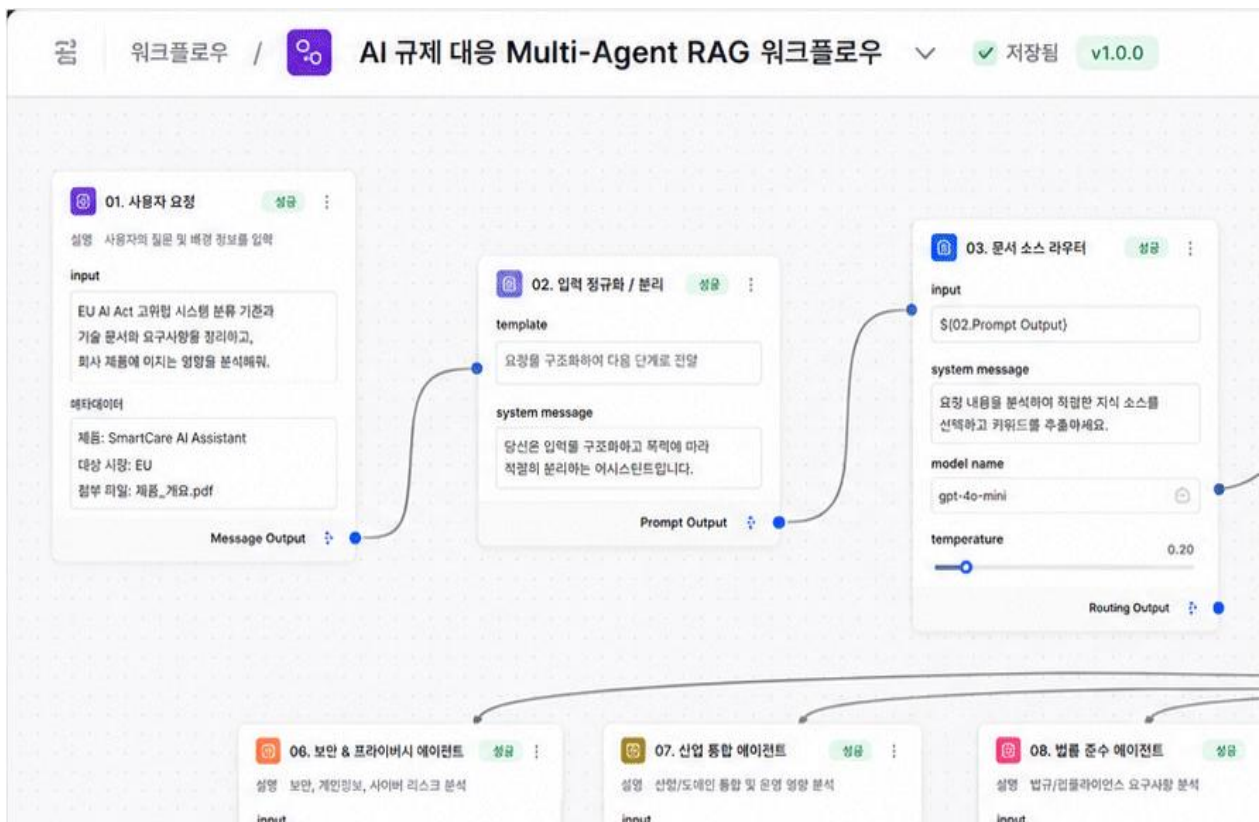 워크플로우 / AI 규제 대응 Multi-Agent RAG 워크플로우 저장됨 v1.0.0
01. 사용자 요청 성공
설명 사용자의 질문 및 배경 정보를 입력
input
EU AI Act 고위험 시스템 분류 기준과
기술 문서와 요구사항을 정리하고,
회사 제품에 미치는 영향을 분석해줘.
메타데이터
제품: SmartCare AI Assistant
대상 시장: EU
첨부 파일: 제품_개요.pdf
Message Output
02. 입력 정규화 / 분리 성공
template
요청을 구조화하여 다음 단계로 전달
system message
당신은 입력을 구조화하고 목적에 따라
적절히 분리하는 어시스턴트입니다.
Prompt Output
03. 문서 소스 라우터 성공
input
${02.Prompt Output}
system message
요청 내용을 분석하여 적절한 지식 소스를
선택하고 키워드를 추출하세요.
model name
gpt-4o-mini
temperature
0.20
Routing Output
06. 보안 & 프라이버시 에이전트 성공
설명 보안, 개인정보, 사이버 리스크 분석
input
07. 산업 통합 에이전트 성공
설명 산업/도메인 통합 및 운영 영향 분석
input
08. 법률 준수 에이전트 성공
설명 법규/컴플라이언스 요구사항 분석
input